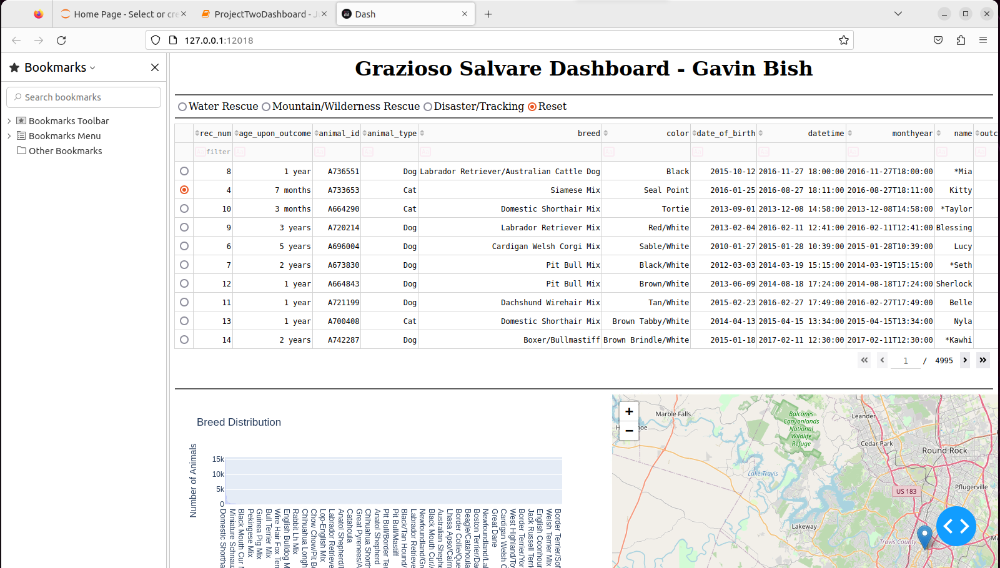 Home Page - Select or cre
ProjectTwoDashboard - J
Dash
127.0.0.1:12018
Bookmarks
Search bookmarks
Bookmarks Toolbar
Bookmarks Menu
Other Bookmarks
Grazioso Salvare Dashboard - Gavin Bish
Water Rescue Mountain/Wilderness Rescue Disaster/Tracking Reset
rec_num age_upon_outcome animal_id animal_type breed color date_of_birth datetime monthyear name outc
Aa filter Aa Aa Aa Aa Aa Aa Aa Aa Aa Aa
8 1 year A736551 Dog Labrador Retriever/Australian Cattle Dog Black 2015-10-12 2016-11-27 18:00:00 2016-11-27T18:00:00 *Mia
4 7 months A733653 Cat Siamese Mix Seal Point 2016-01-25 2016-08-27 18:11:00 2016-08-27T18:11:00 Kitty
10 3 months A664290 Cat Domestic Shorthair Mix Tortie 2013-09-01 2013-12-08 14:58:00 2013-12-08T14:58:00 *Taylor
9 3 years A720214 Dog Labrador Retriever Mix Red/White 2013-02-04 2016-02-11 12:41:00 2016-02-11T12:41:00 Blessing
6 5 years A696004 Dog Cardigan Welsh Corgi Mix Sable/White 2010-01-27 2015-01-28 10:39:00 2015-01-28T10:39:00 Lucy
7 2 years A673830 Dog Pit Bull Mix Black/White 2012-03-03 2014-03-19 15:15:00 2014-03-19T15:15:00 *Seth
12 1 year A664843 Dog Pit Bull Mix Brown/White 2013-06-09 2014-08-18 17:24:00 2014-08-18T17:24:00 Sherlock
11 1 year A721199 Dog Dachshund Wirehair Mix Tan/White 2015-02-23 2016-02-27 17:49:00 2016-02-27T17:49:00 Belle
13 1 year A700408 Cat Domestic Shorthair Mix Brown Tabby/White 2014-04-13 2015-04-15 13:34:00 2015-04-15T13:34:00 Nyla
14 2 years A742287 Dog Boxer/Bullmastiff Brown Brindle/White 2015-01-18 2017-02-11 12:30:00 2017-02-11T12:30:00 *Kawhi
1 / 4995
Breed Distribution
Number of Animals
15k
10k
5k
0
Domestic Shortha
Miniature Schnau
Black Mouth Cur M
Pekingese Mix
Guinea Pig Mix
Bull Terrier Mix
Wire Hair Fox Terr
English Bulldog M
Rabbit Lh Mix
Chihuahua Longh
Chow Chow/Pit B
Lop-English Mix
Labrador Retrieve
Anatol Shepherd/L
Catahoula
Great Pyrenees/A
Chihuahua Shorth
Anatol Shepherd
Pit Bull/Border Te
Pit Bull/Mastiff
Black/Tan Hound/
Labrador Retrieve
Newfoundland/Gr
Black Mouth Cur/
Australian Shephe
Lhasa Apso/Cairn
Border Collie/Que
Beagle/Catahoula
Boston Terrier/Da
Newfoundland/Lal
Great Dane
Cardigan Welsh C
West Highland/To
Border Terrier/Yor
Jack Russell Terri
English Coonhour
Welsh Terrier Mix
Border Terrier/Sof
+
−
Marble Falls
Balcones
Canyonlands
National
Wildlife
Refuge
Leander
Cedar Park
Round Rock
Lake Travis
Pflugerville
US 183
Lakeway
Travis County
Ma